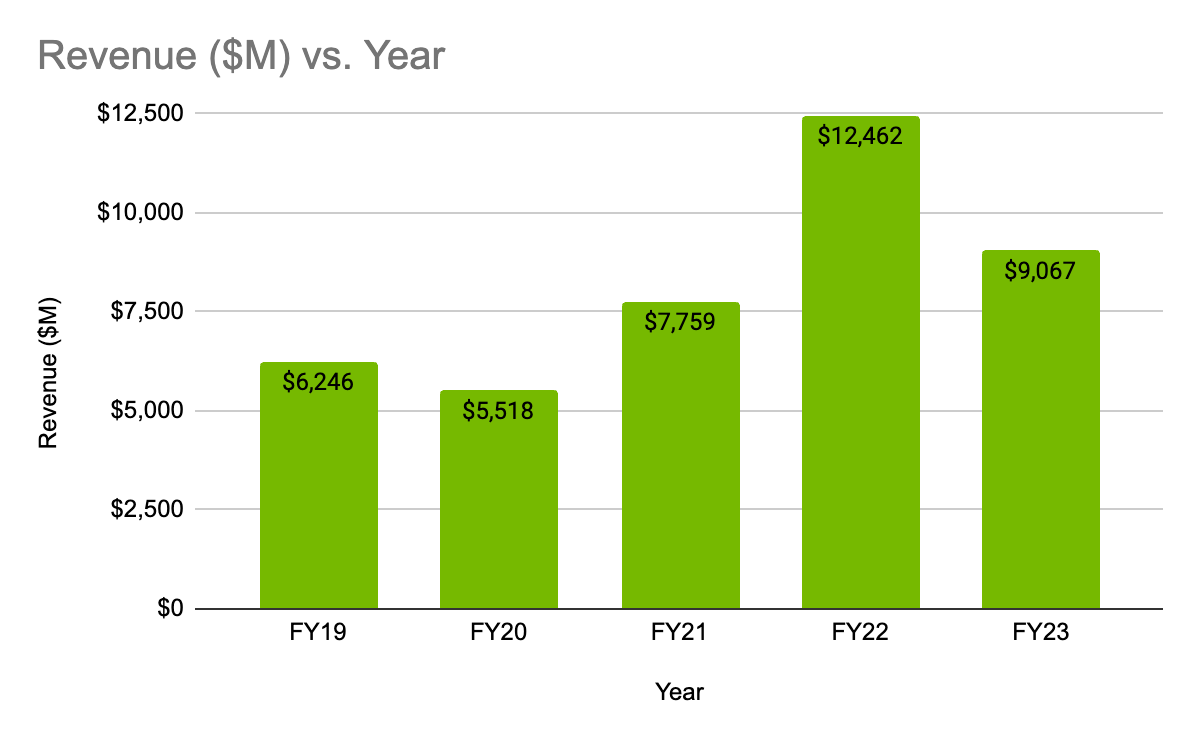 Revenue ($M) vs. Year
Revenue ($M)
$12,500
$10,000
$7,500
$5,000
$2,500
$0
$6,246
$5,518
$7,759
$12,462
$9,067
FY19
FY20
FY21
FY22
FY23
Year